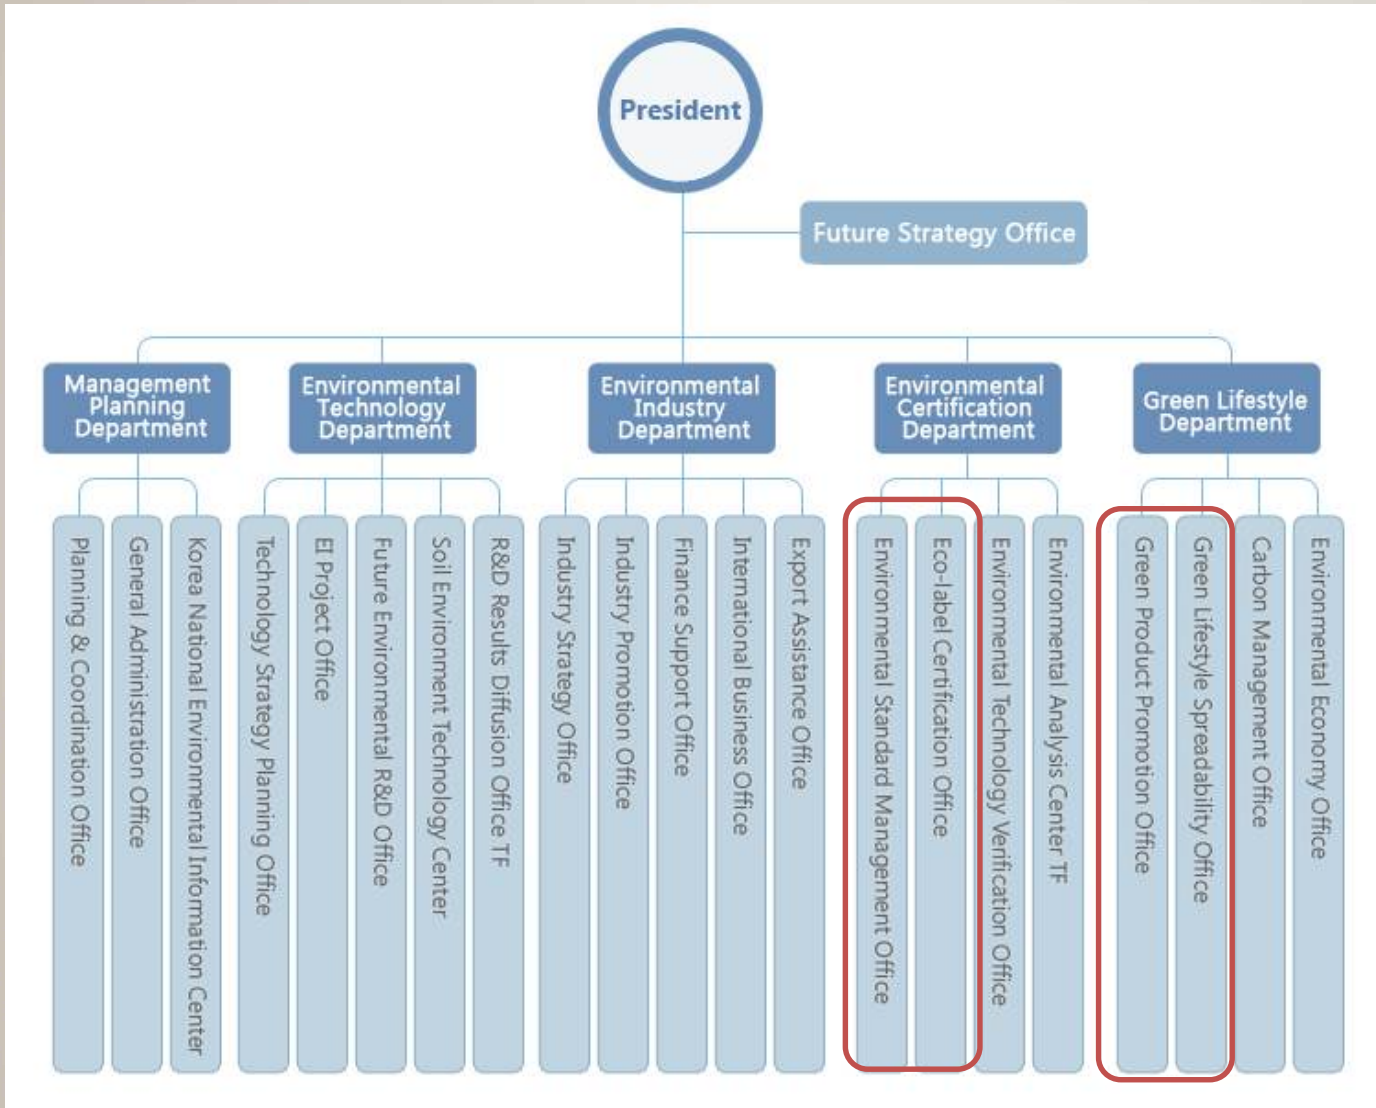 President
Future Strategy Office
Management
Planning
Department
Environmental
Technology
Department
Environmental
Industry
Department
Environmental
Certification
Department
Green Lifestyle
Department
Planning & Coordination Office
General Administration Office
Korea National Environmental Information Center
Technology Strategy Planning Office
EI Project Office
Future Environmental R&D Office
Soil Environment Technology Center
R&D Results Diffusion Office TF
Industry Strategy Office
Industry Promotion Office
Finance Support Office
International Business Office
Export Assistance Office
Environmental Standard Management Office
Eco-label Certification Office
Environmental Technology Verification Office
Environmental Analysis Center TF
Green Product Promotion Office
Green Lifestyle Spreadability Office
Carbon Management Office
Environmental Economy Office